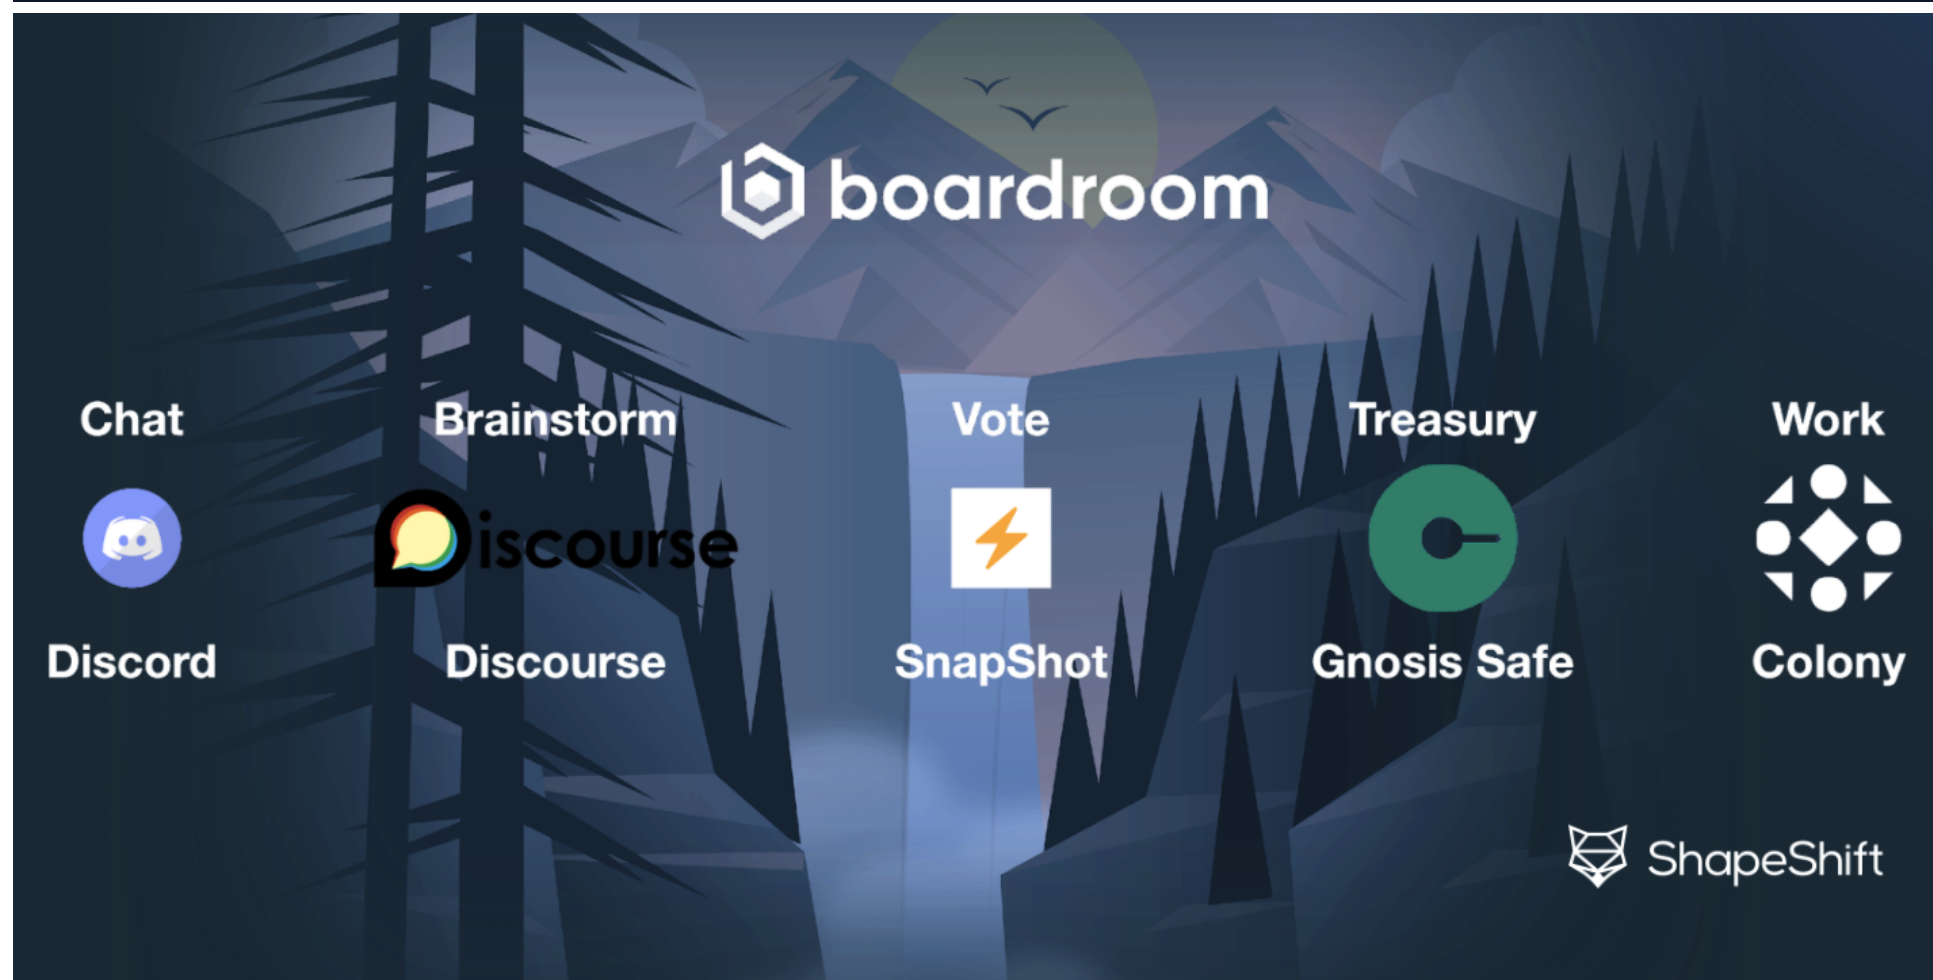 boardroom
Chat Brainstorm Vote Treasury Work
Discourse
Discord Discourse SnapShot Gnosis Safe Colony
ShapeShift